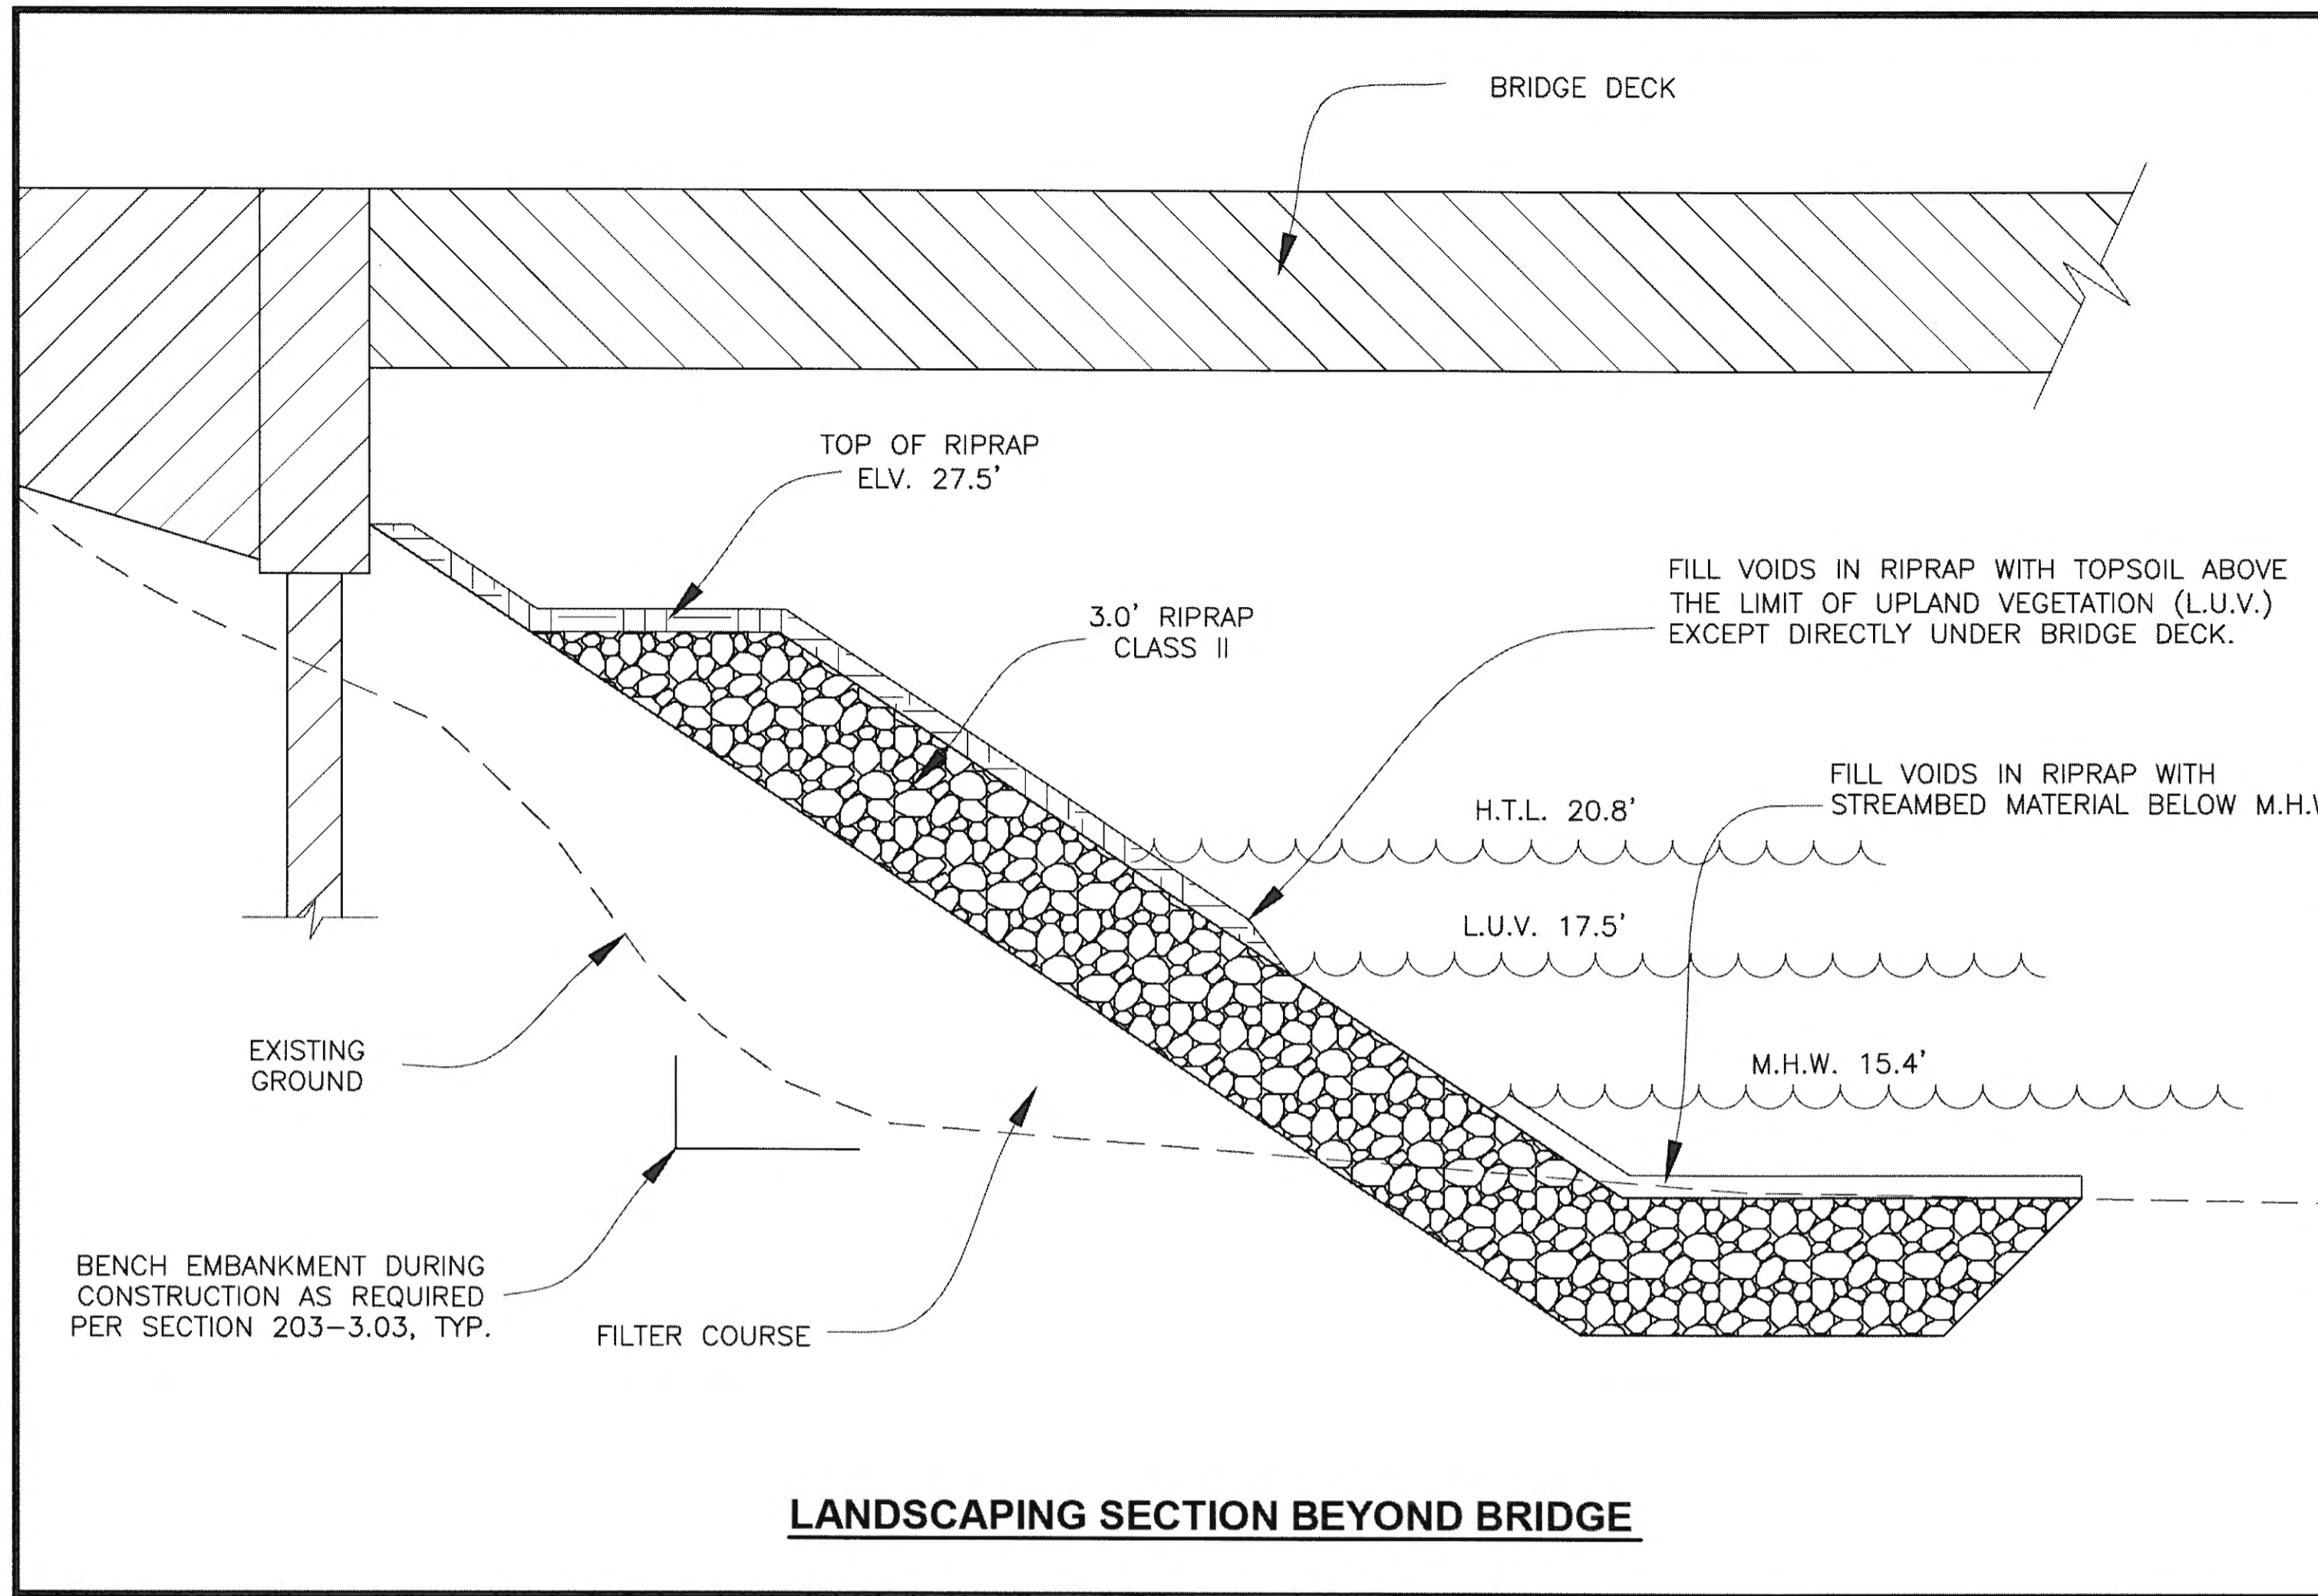 BRIDGE DECK
TOP OF RIPRAP
ELV. 27.5'
3.0' RIPRAP
CLASS II
FILL VOIDS IN RIPRAP WITH TOPSOIL ABOVE
THE LIMIT OF UPLAND VEGETATION (L.U.V.)
EXCEPT DIRECTLY UNDER BRIDGE DECK.
FILL VOIDS IN RIPRAP WITH
STREAMBED MATERIAL BELOW
H.T.L. 20.8'
L.U.V. 17.5'
M.H.W. 15.4'
EXISTING
GROUND
BENCH EMBANKMENT DURING
CONSTRUCTION AS REQUIRED
PER SECTION 203-3.03, TYP.
FILTER COURSE
LANDSCAPING SECTION BEYOND BRIDGE